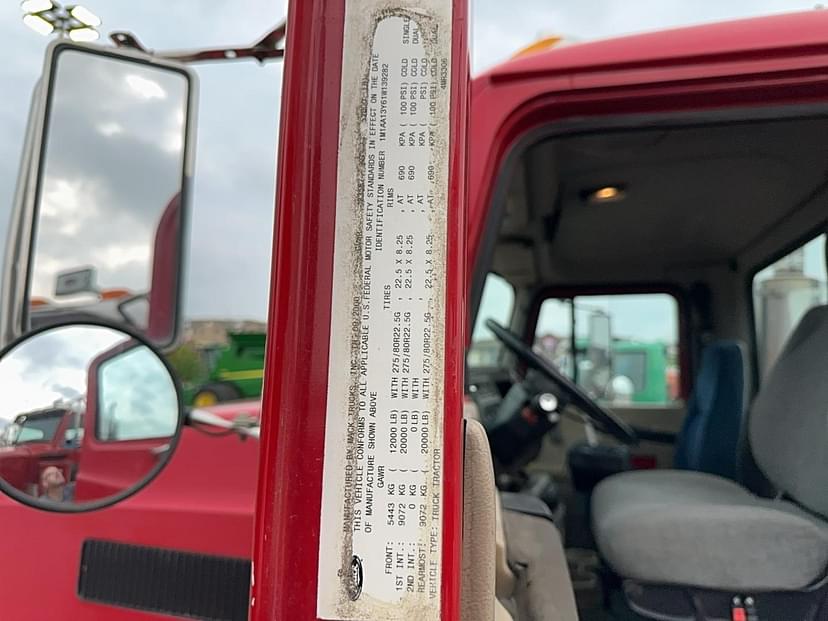 MANUFACTURED BY MACK TRUCKS, INC.
THIS VEHICLE CONFORMS TO ALL APPLICABLE U.S. FEDERAL MOTOR SAFETY STANDARDS IN EFFECT ON THE DATE
OF MANUFACTURE SHOWN ABOVE IDENTIFICATION NUMBER 1M1AA13Y61W139282
GAWR TIRES RIMS
FRONT: 5443 KG ( 12000 LB) WITH 275/80R22.5G , 22.5 X 8.25 , AT 690 KPA ( 100 PSI) COLD SINGLE
1ST INT.: 9072 KG ( 20000 LB) WITH 275/80R22.5G , 22.5 X 8.25 , AT 690 KPA ( 100 PSI) COLD DUAL
2ND INT.: 0 KG ( 0 LB) WITH , , AT KPA ( PSI) COLD
REARMOST: 9072 KG ( 20000 LB) WITH 275/80R22.5G , 22.5 X 8.25 , AT 690 KPA ( 100 PSI) COLD DUAL
VEHICLE TYPE: TRUCK TRACTOR 4MR3306